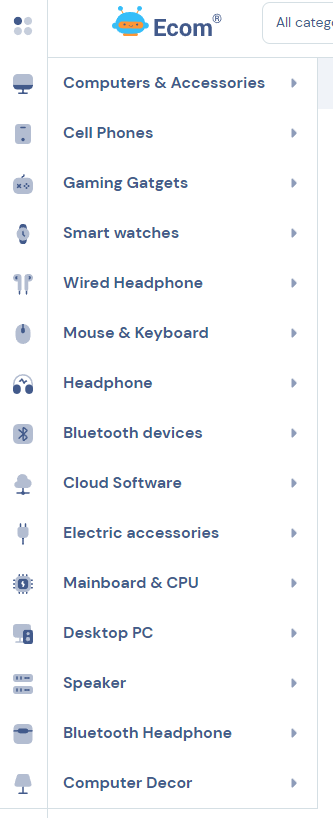 Ecom®
All categ
Computers & Accessories
Cell Phones
Gaming Gatgets
Smart watches
Wired Headphone
Mouse & Keyboard
Headphone
Bluetooth devices
Cloud Software
Electric accessories
Mainboard & CPU
Desktop PC
Speaker
Bluetooth Headphone
Computer Decor